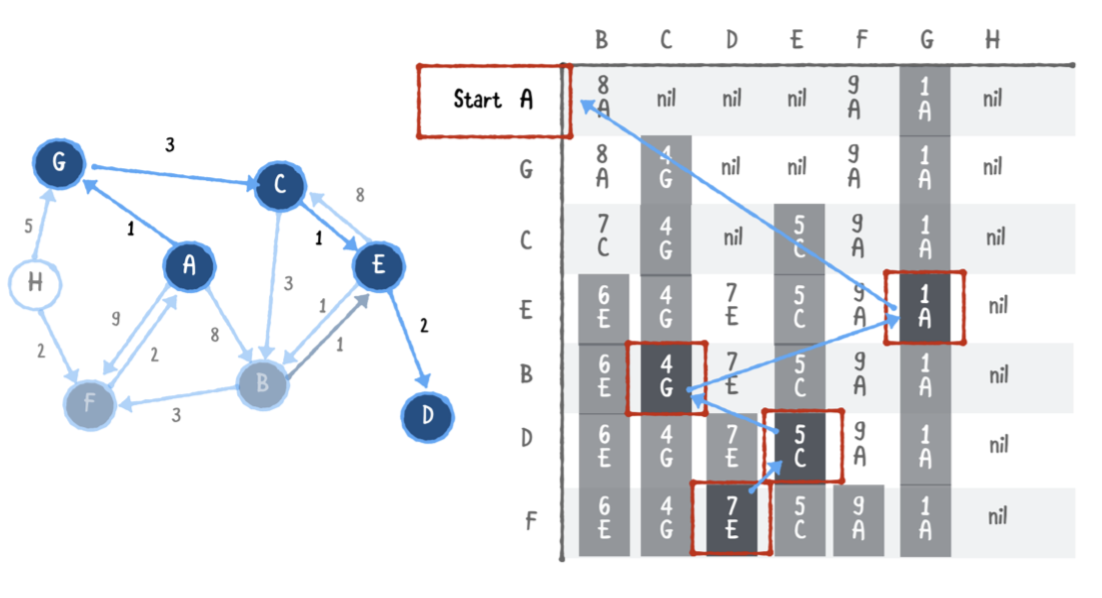 G
3
C
8
1
1
5
A
E
H
3
9
1
2
2
8
1
2
B
F
3
D
B C D E F G H
Start A
8 nil nil nil 9 1 nil
A A A
G
8 4 nil nil 9 1 nil
A G A A
C
7 4 nil 5 9 1 nil
C G C A A
E
6 4 7 5 9 1 nil
E G E C A A
B
6 4 7 5 9 1 nil
E G E C A A
D
6 4 7 5 9 1 nil
E G E C A A
F
6 4 7 5 9 1 nil
E G E C A A